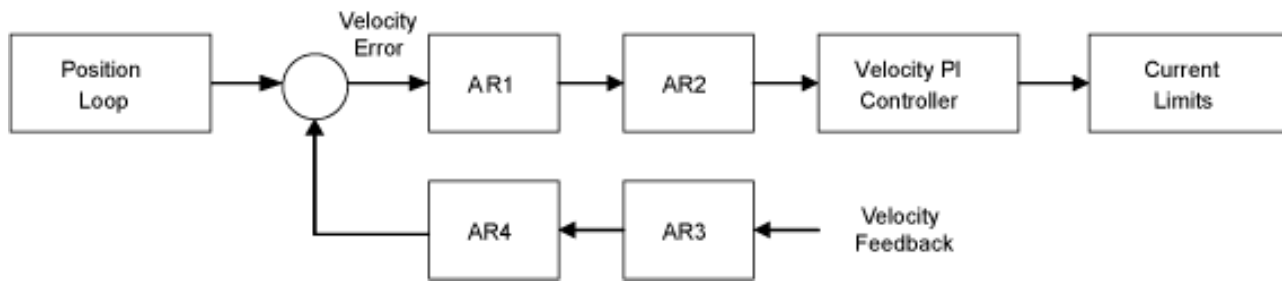 Velocity
Error
Position
Loop
AR1
AR2
Velocity PI
Controller
Current
Limits
AR4
AR3
Velocity
Feedback